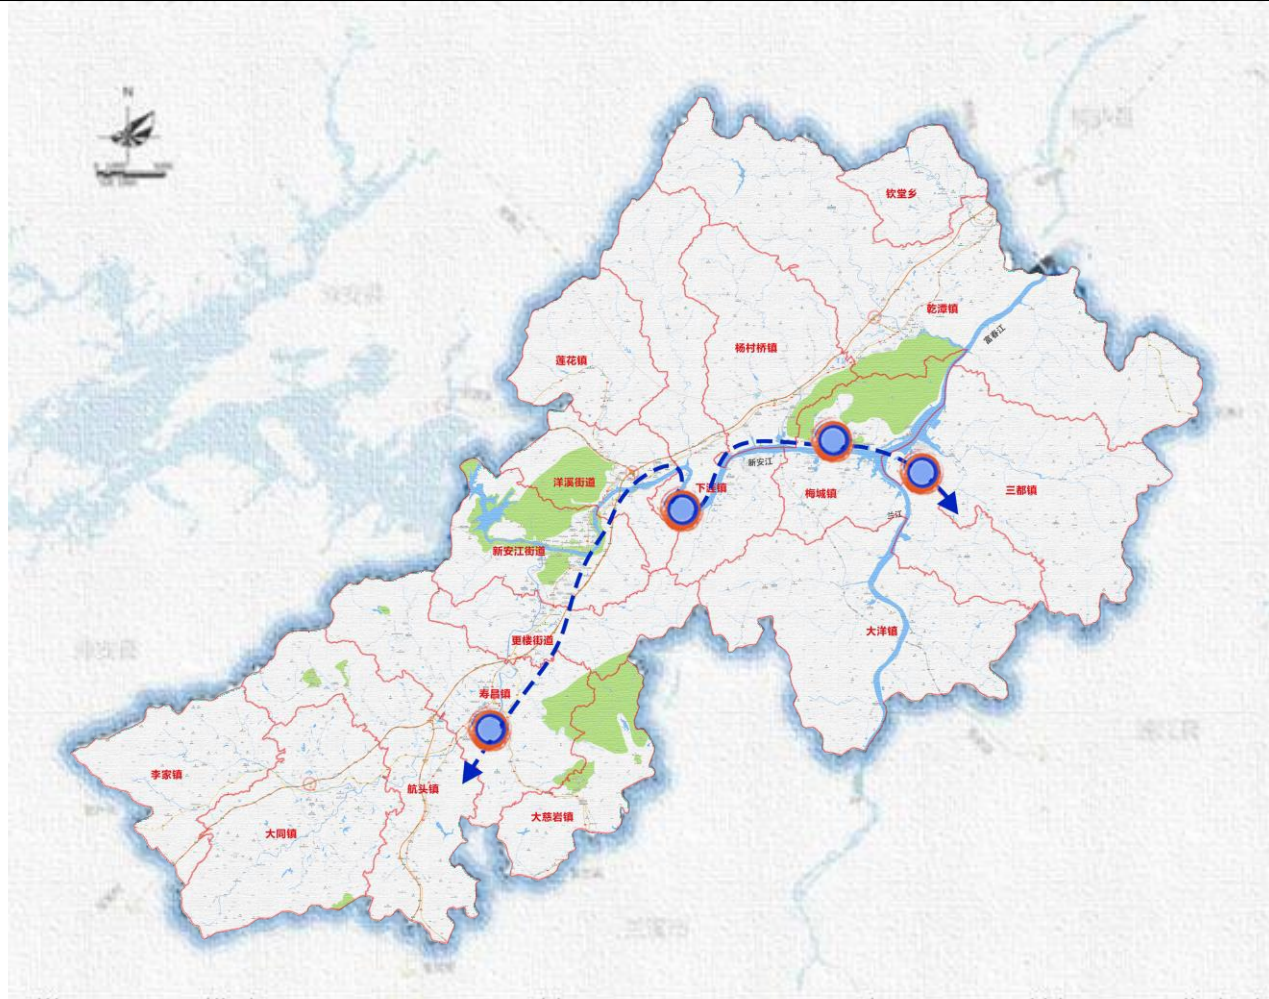 N
钦堂乡
乾潭镇
富春江
杨村桥镇
莲花镇
洋溪街道
新安江
下涯镇
梅城镇
三都镇
兰江
新安江街道
大洋镇
更楼街道
寿昌镇
李家镇
航头镇
大慈岩镇
大同镇